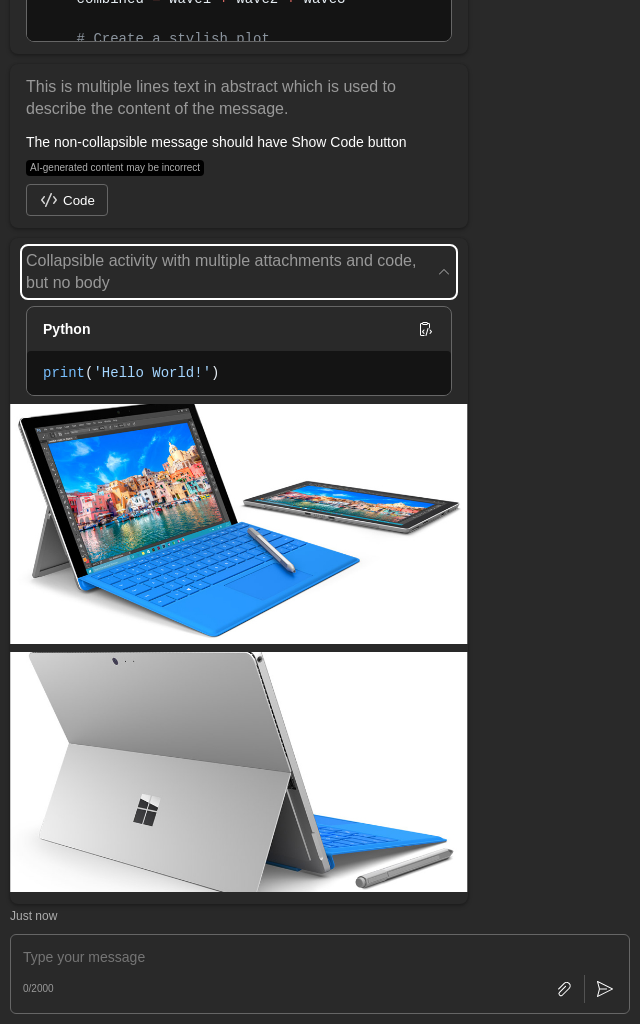 combined = wave1 + wave2 + wave3
# Create a stylish plot
This is multiple lines text in abstract which is used to
describe the content of the message.
The non-collapsible message should have Show Code button
AI-generated content may be incorrect
Code
Collapsible activity with multiple attachments and code,
but no body
Python
print('Hello World!')
Just now
Type your message
0/2000